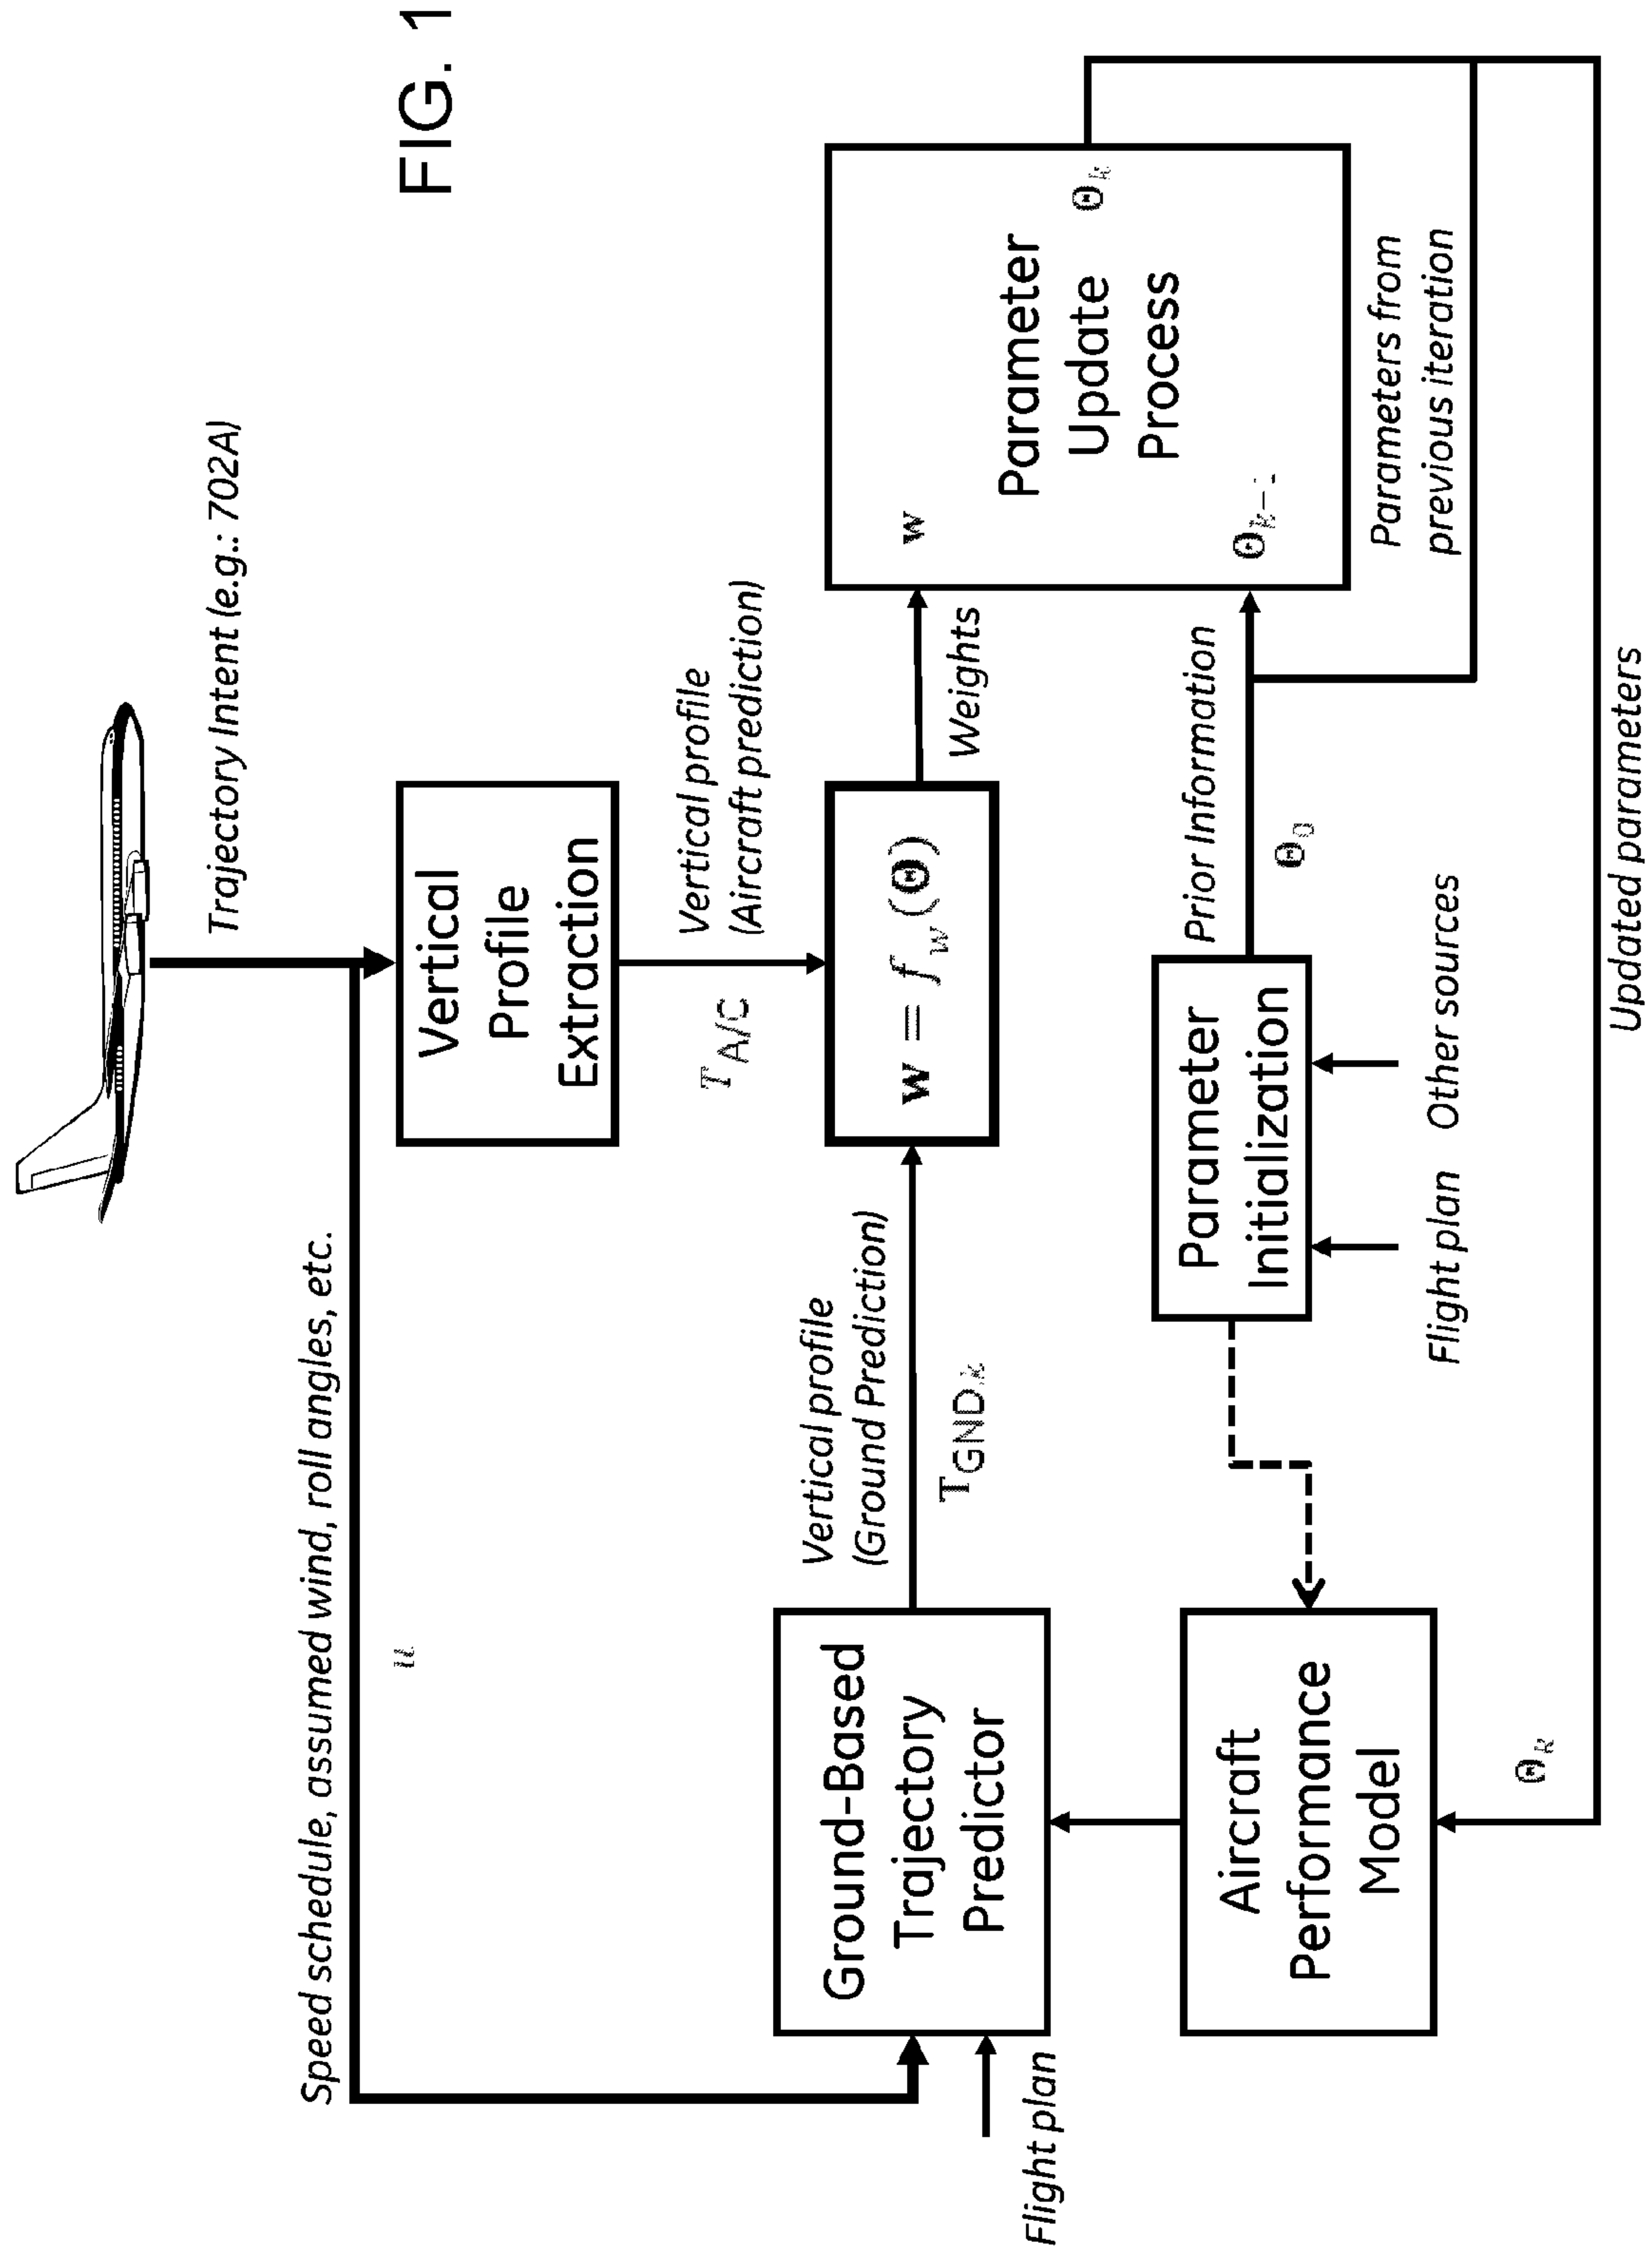 FIG. 1
Trajectory Intent (e.g.: 702A)
Speed schedule, assumed wind, roll angles, etc.
u
Vertical
Profile
Extraction
Vertical profile
(Aircraft prediction)
T_A/C
Ground-Based
Trajectory
Predictor
Flight plan
Vertical profile
(Ground Prediction)
T_GND,k
w = f_w(Θ)
Weights
w
Parameter
Update
Process
Θ_k
Θ_k-1
Prior Information
Θ_0
Parameter
Initialization
Flight plan
Other sources
Parameters from
previous iteration
Aircraft
Performance
Model
Θ_k
Updated parameters